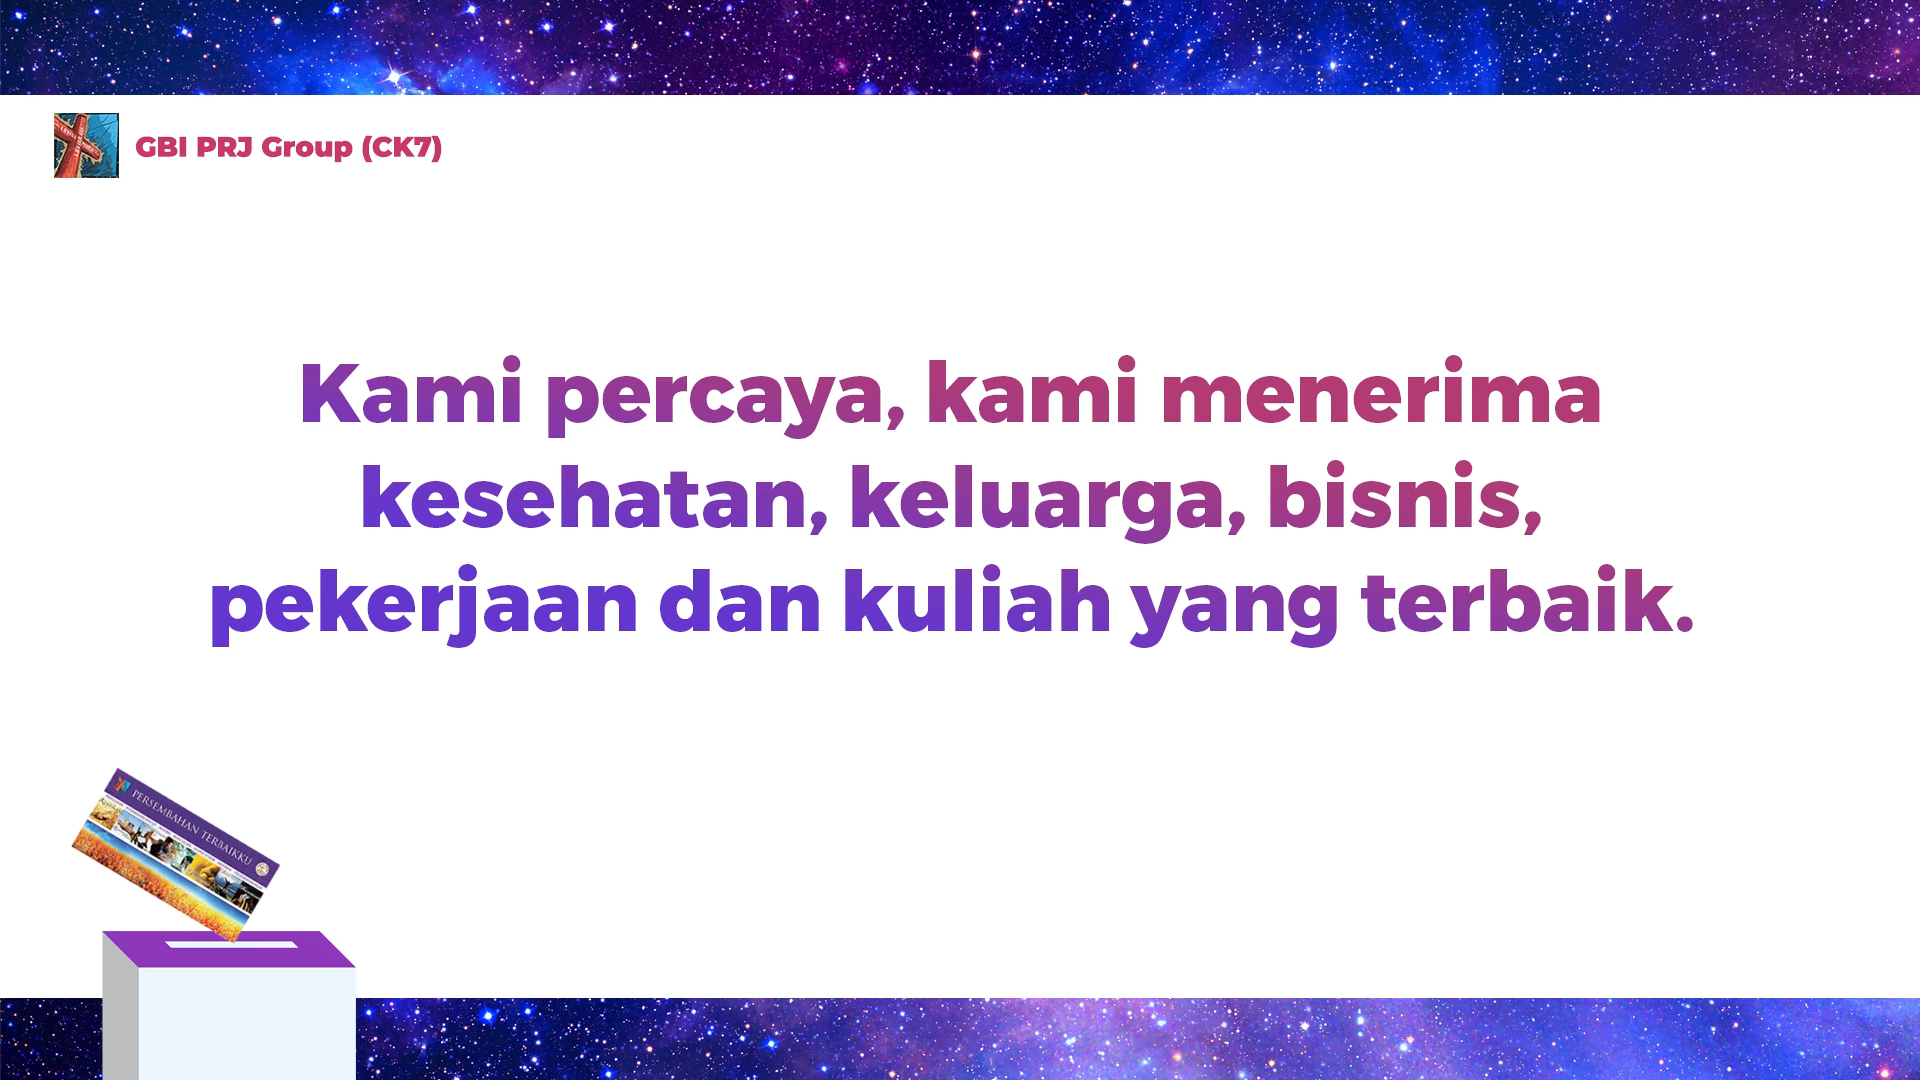 GBI PRJ Group (CK7)
Kami percaya, kami menerima
kesehatan, keluarga, bisnis,
pekerjaan dan kuliah yang terbaik.
PERSEMBAHAN TERBAIKKU